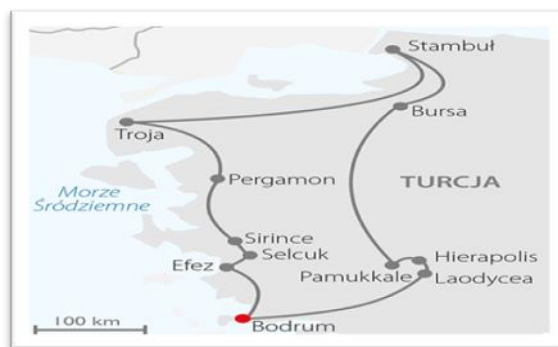 Stambuł
Bursa
Troja
Pergamon
TURCJA
Morze
Śródziemne
Sirince
Selcuk
Efez
Hierapolis
Pamukkale
Laodycea
100 km
Bodrum